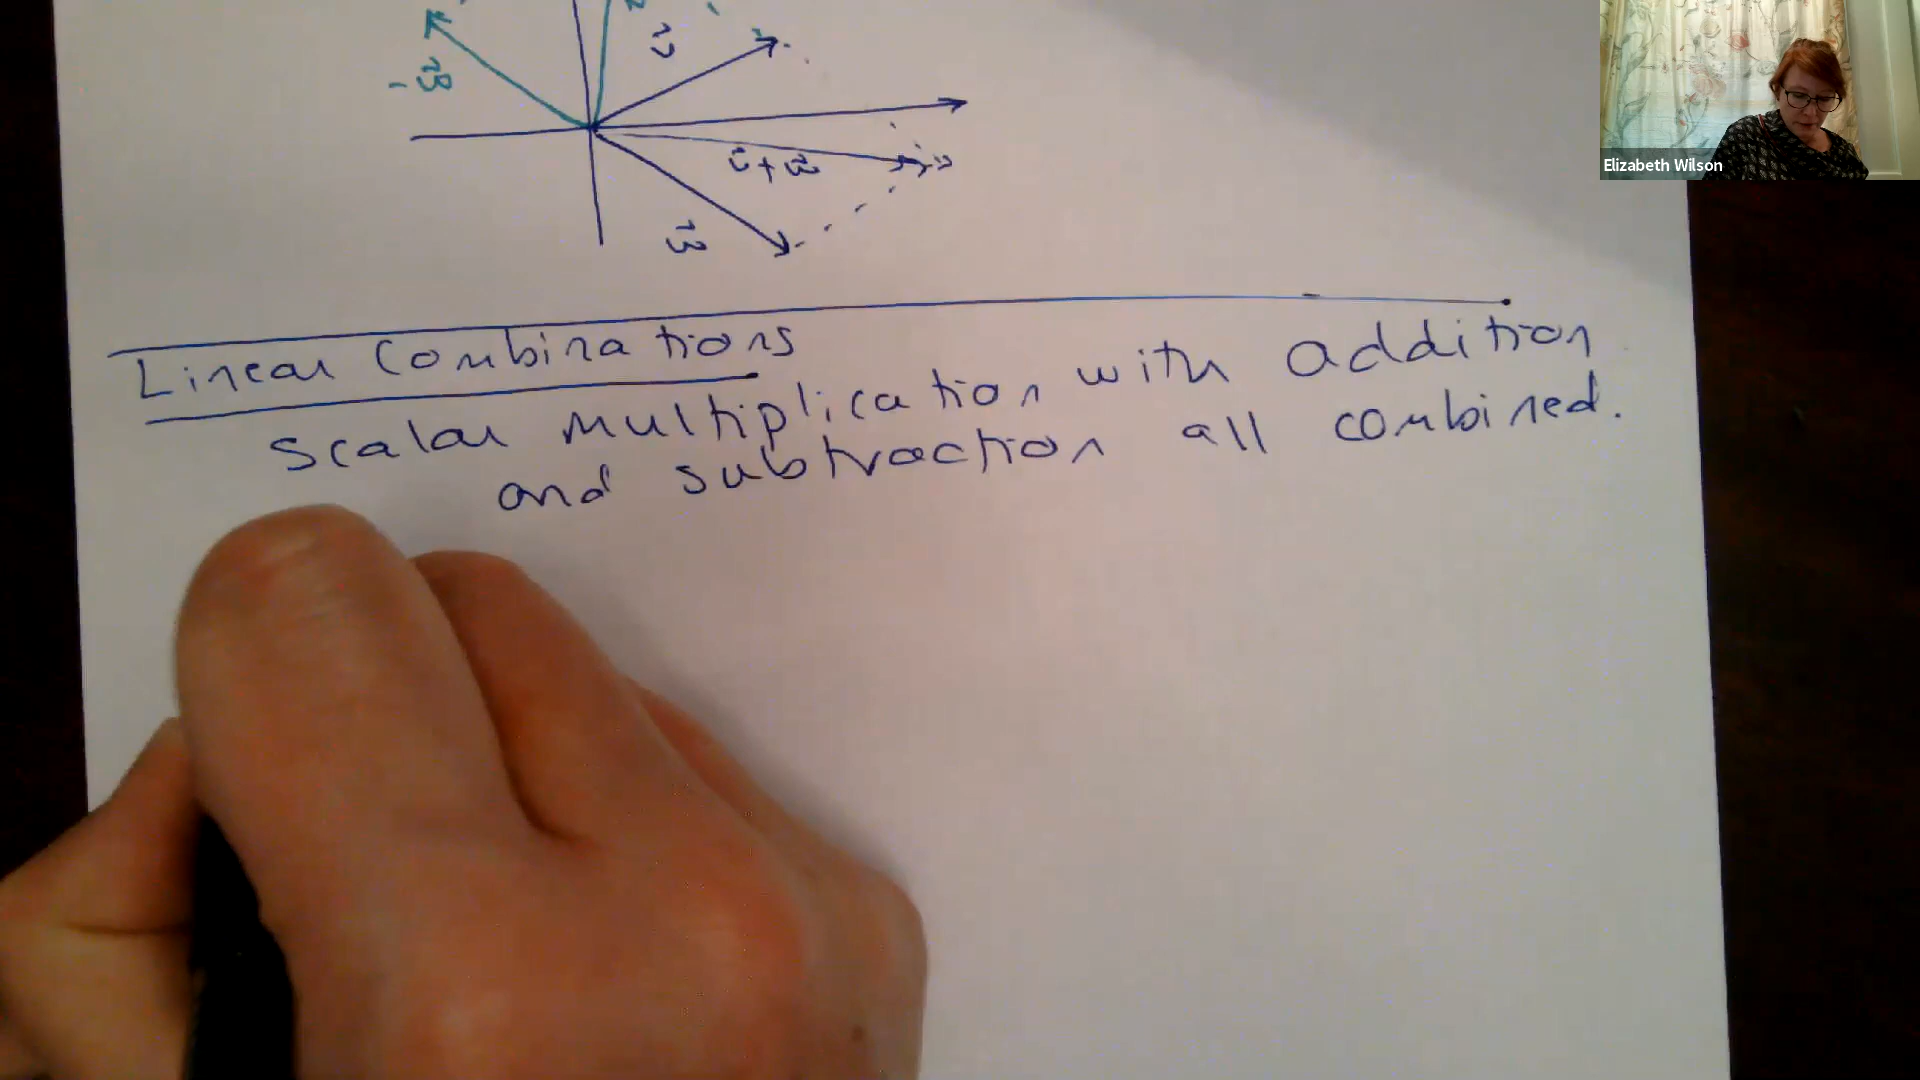 v
-w
v+w
w
Elizabeth Wilson
Linear Combinations
scalar multiplication with addition
and subtraction all combined.